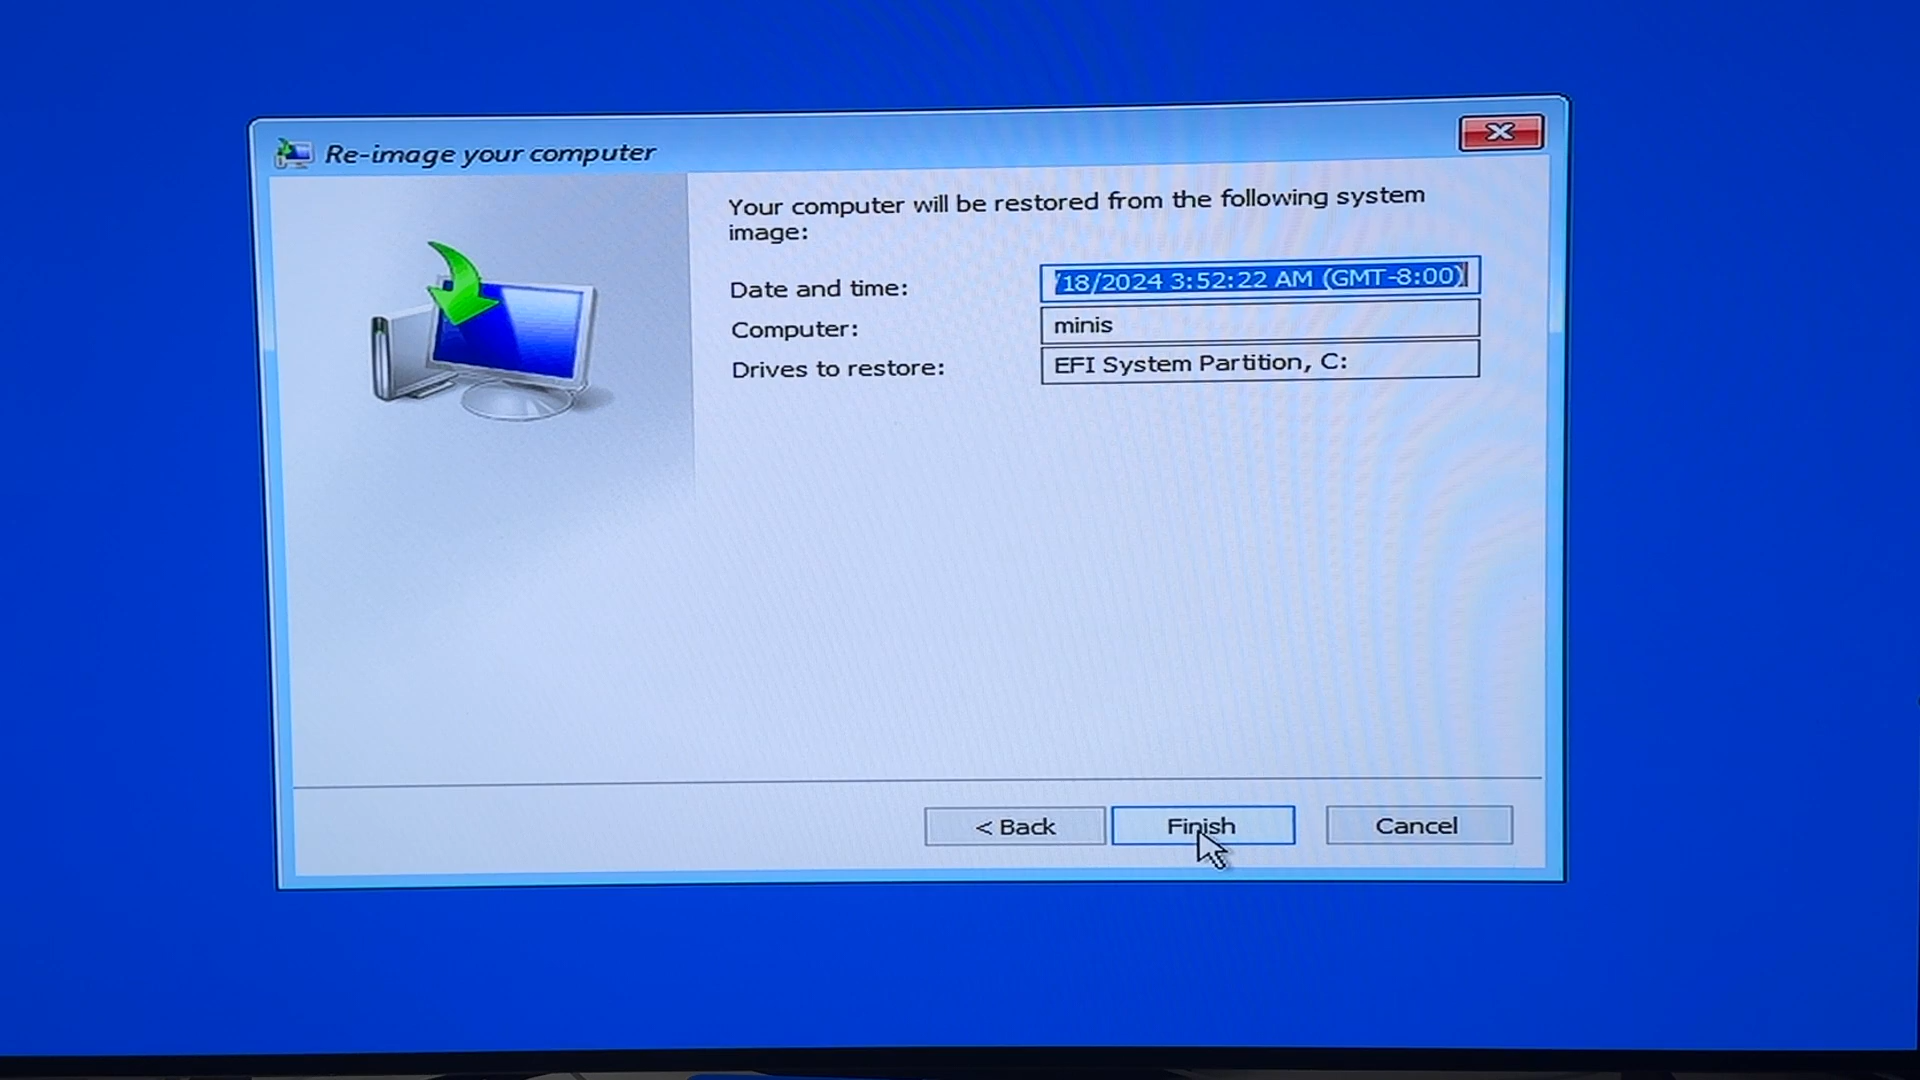 Re-image your computer
Your computer will be restored from the following system
image:
Date and time: /18/2024 3:52:22 AM (GMT-8:00)
Computer: minis
Drives to restore: EFI System Partition, C:
< Back Finish Cancel